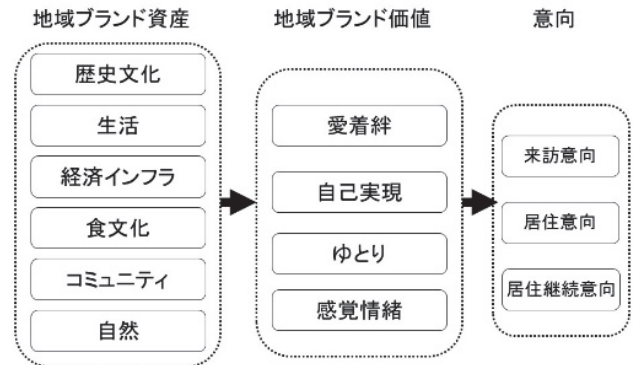 地域ブランド資産
地域ブランド価値
意向
歴史文化
生活
経済インフラ
食文化
コミュニティ
自然
愛着絆
自己実現
ゆとり
感覚情緒
来訪意向
居住意向
居住継続意向